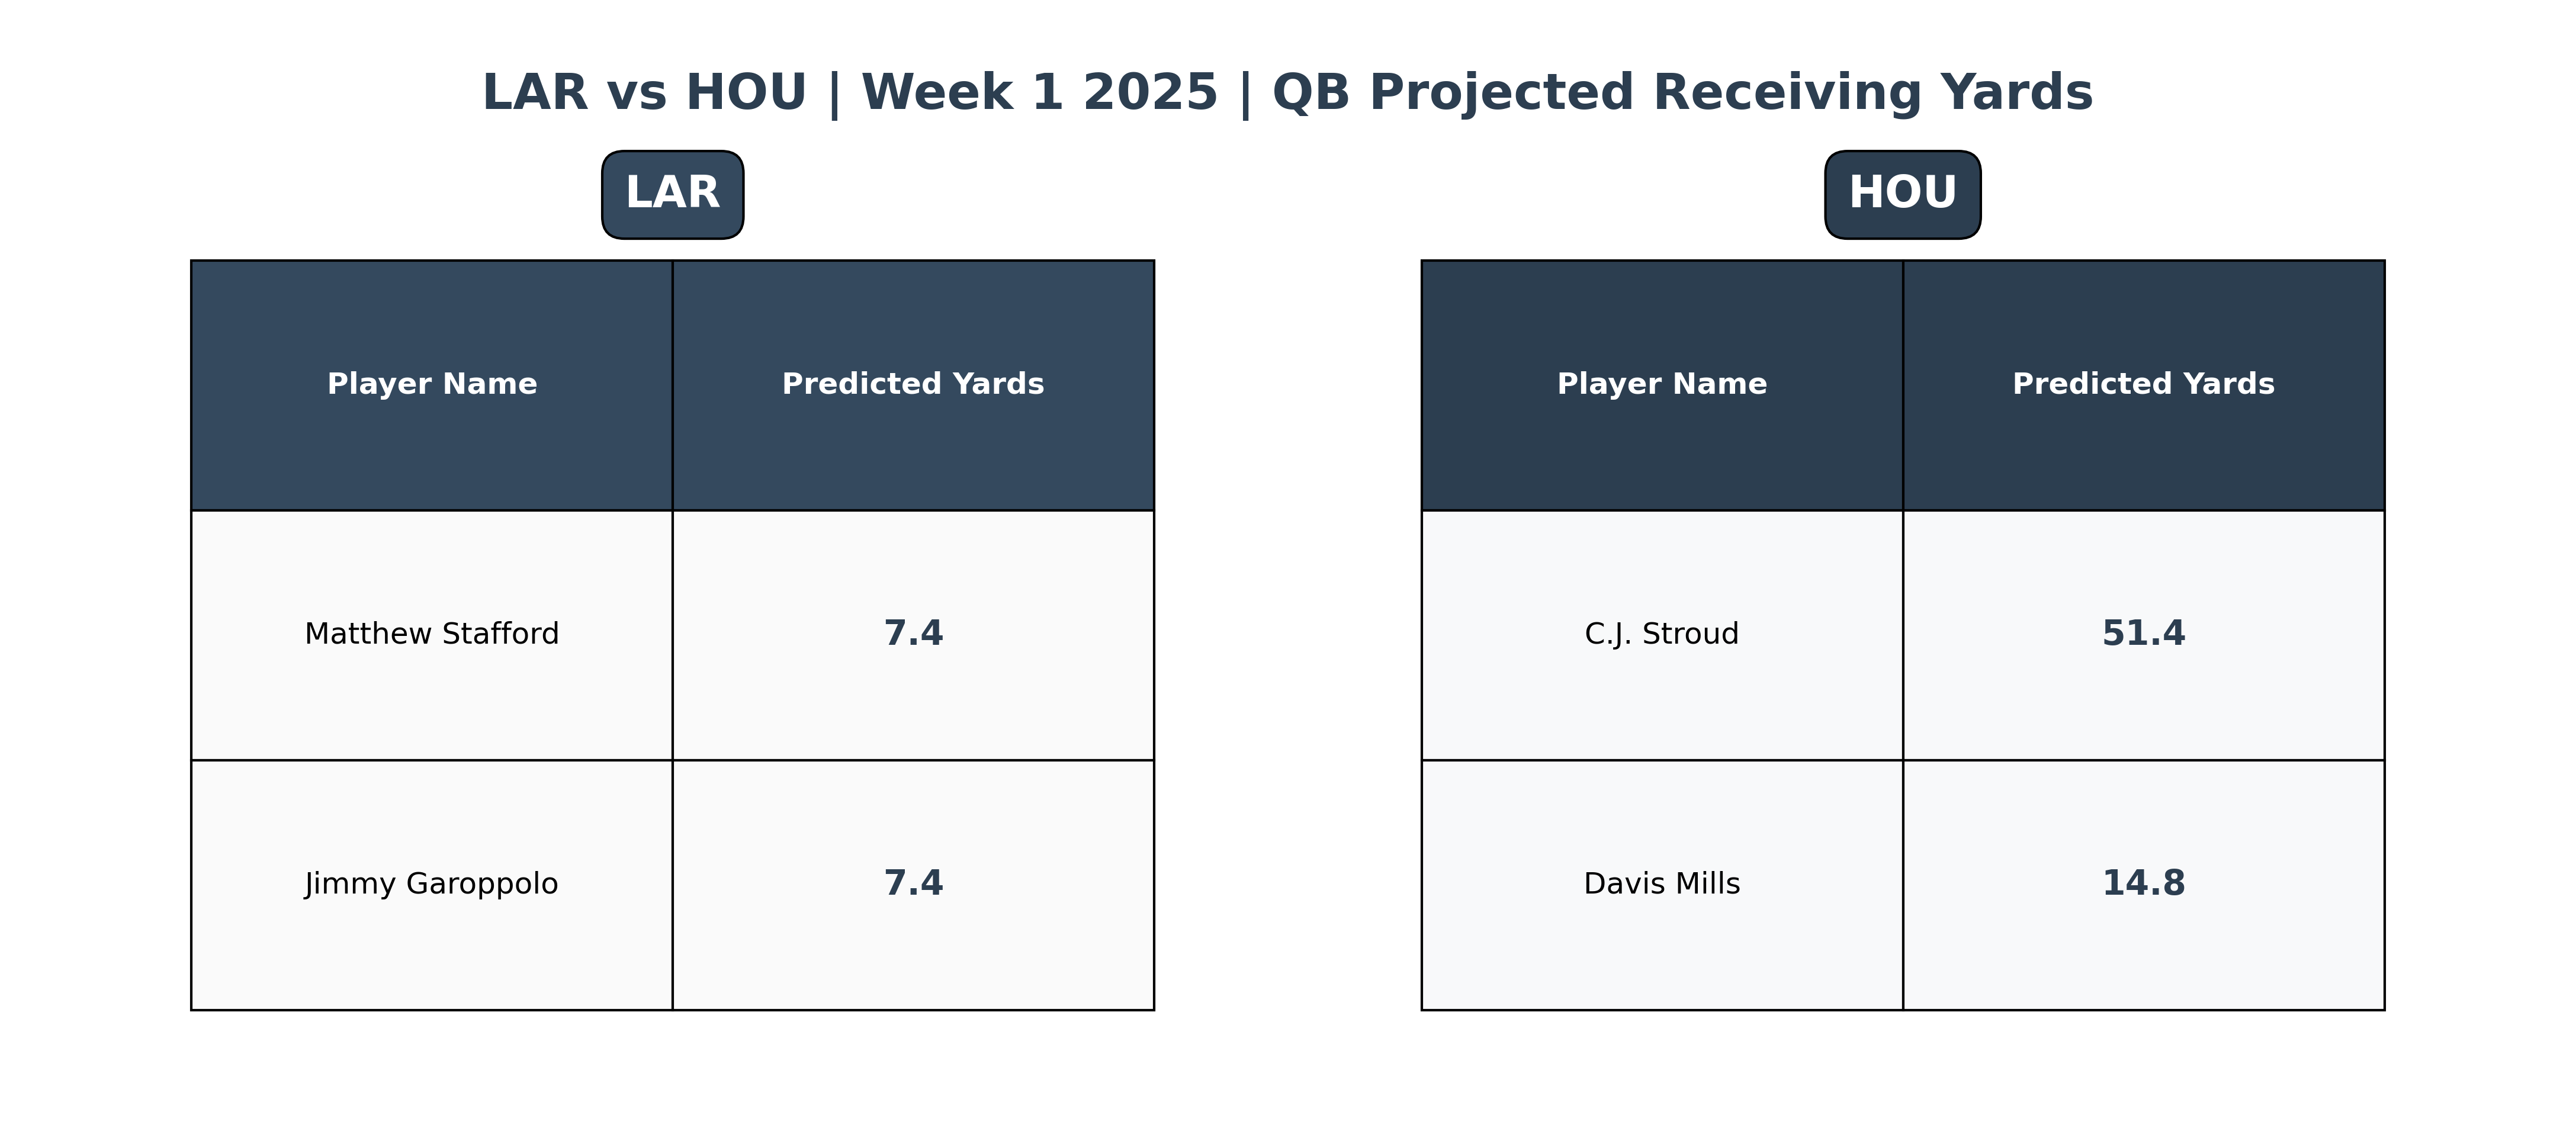 LAR vs HOU | Week 1 2025 | QB Projected Receiving Yards
LAR
Player Name Predicted Yards
Matthew Stafford 7.4
Jimmy Garoppolo 7.4
HOU
Player Name Predicted Yards
C.J. Stroud 51.4
Davis Mills 14.8